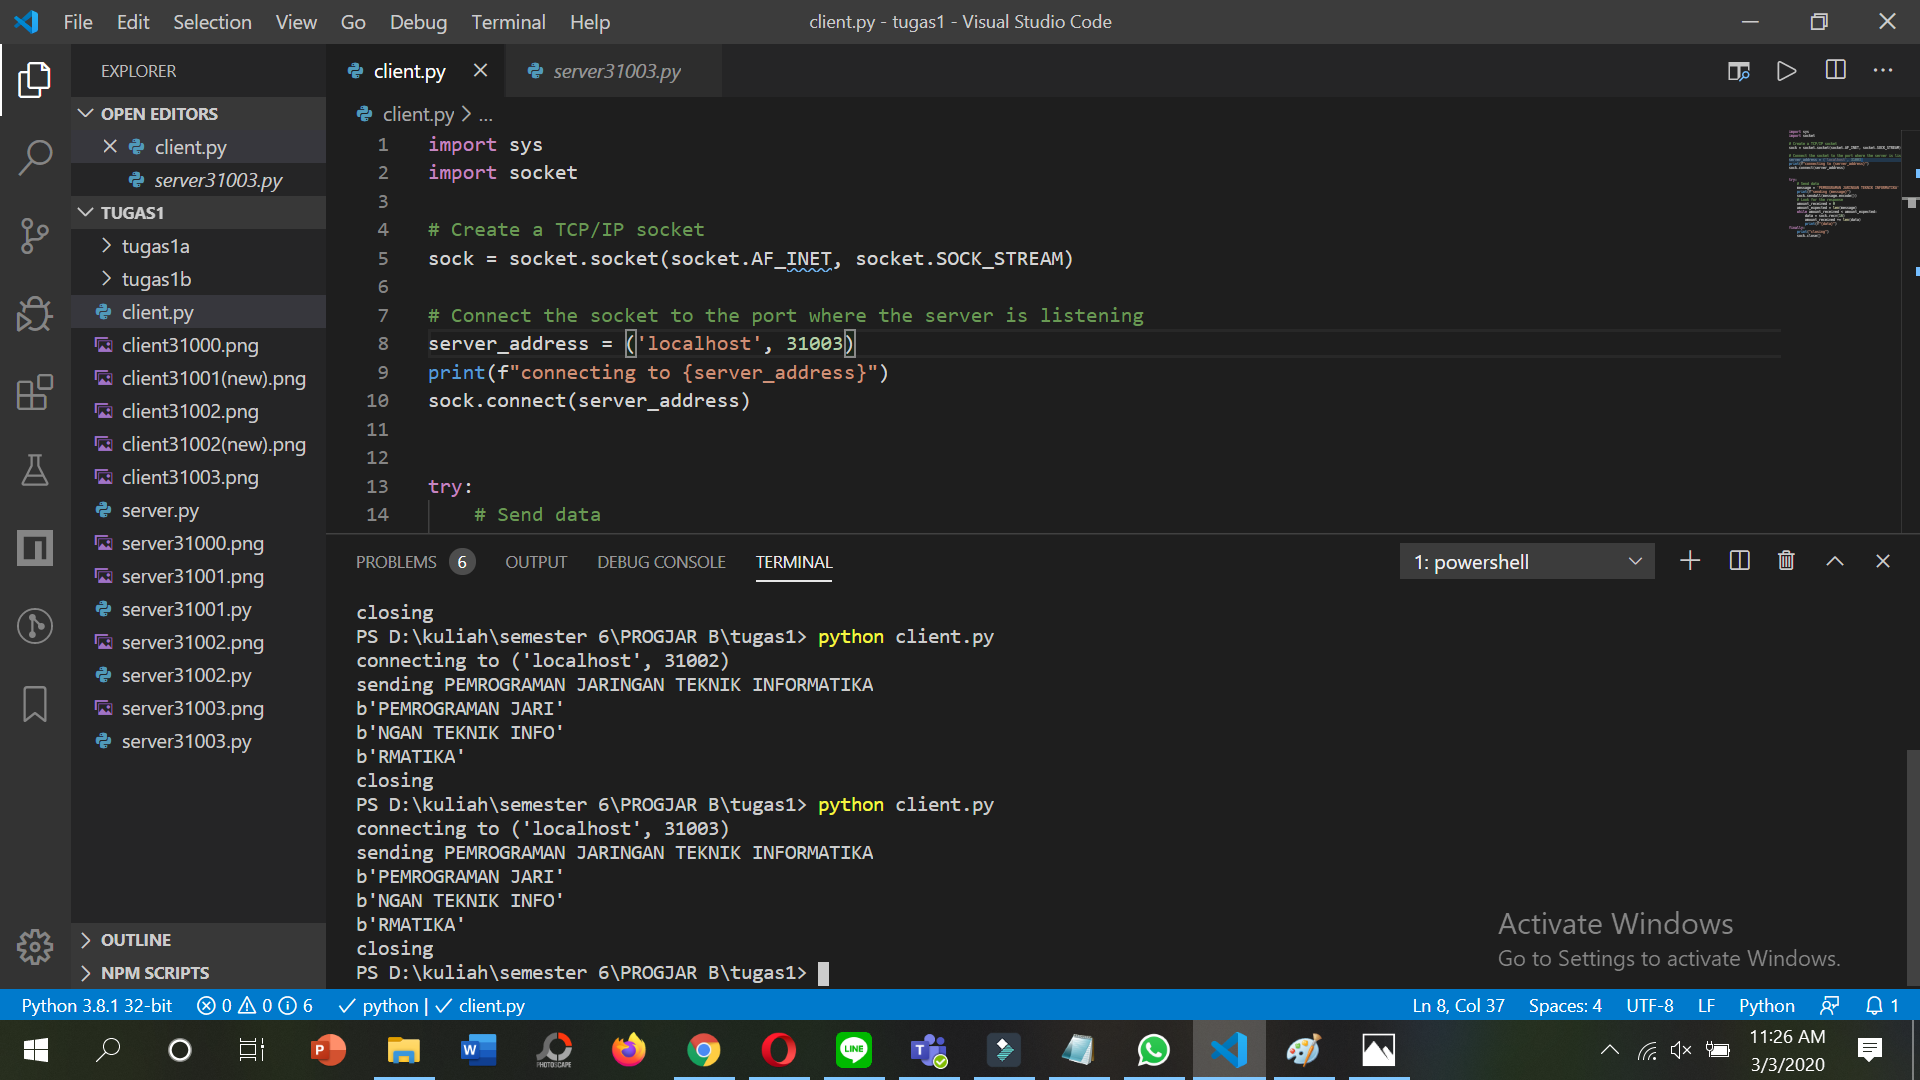 File Edit Selection View Go Debug Terminal Help
client.py - tugas1 - Visual Studio Code
EXPLORER
OPEN EDITORS
client.py
server31003.py
TUGAS1
tugas1a
tugas1b
client.py
client31000.png
client31001(new).png
client31002.png
client31002(new).png
client31003.png
server.py
server31000.png
server31001.png
server31001.py
server31002.png
server31002.py
server31003.png
server31003.py
OUTLINE
NPM SCRIPTS
client.py server31003.py
client.py > ...
1 import sys
2 import socket
3
4 # Create a TCP/IP socket
5 sock = socket.socket(socket.AF_INET, socket.SOCK_STREAM)
6
7 # Connect the socket to the port where the server is listening
8 server_address = ('localhost', 31003)
9 print(f"connecting to {server_address}")
10 sock.connect(server_address)
11
12
13 try:
14 # Send data
PROBLEMS 6 OUTPUT DEBUG CONSOLE TERMINAL
1: powershell
closing
PS D:\kuliah\semester 6\PROGJAR B\tugas1> python client.py
connecting to ('localhost', 31002)
sending PEMROGRAMAN JARINGAN TEKNIK INFORMATIKA
b'PEMROGRAMAN JARI'
b'NGAN TEKNIK INFO'
b'RMATIKA'
closing
PS D:\kuliah\semester 6\PROGJAR B\tugas1> python client.py
connecting to ('localhost', 31003)
sending PEMROGRAMAN JARINGAN TEKNIK INFORMATIKA
b'PEMROGRAMAN JARI'
b'NGAN TEKNIK INFO'
b'RMATIKA'
closing
PS D:\kuliah\semester 6\PROGJAR B\tugas1>
Activate Windows
Go to Settings to activate Windows.
Python 3.8.1 32-bit 0 0 6 python | client.py
Ln 8, Col 37 Spaces: 4 UTF-8 LF Python 1
PHOTOSCAPE
LINE
11:26 AM
3/3/2020